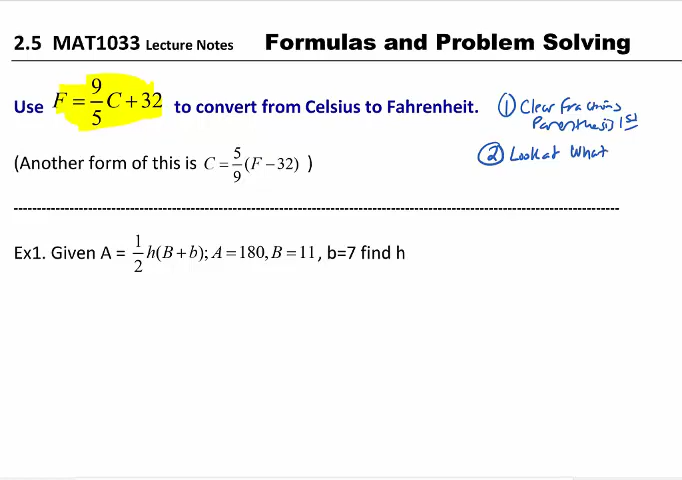 2.5 MAT1033 Lecture Notes Formulas and Problem Solving
Use F = 9/5 C + 32 to convert from Celsius to Fahrenheit.
① Clear Fractions
Parenthesis 1st
② Look at What
(Another form of this is C = 5/9 (F − 32) )
Ex1. Given A = 1/2 h(B + b); A = 180, B = 11, b=7 find h